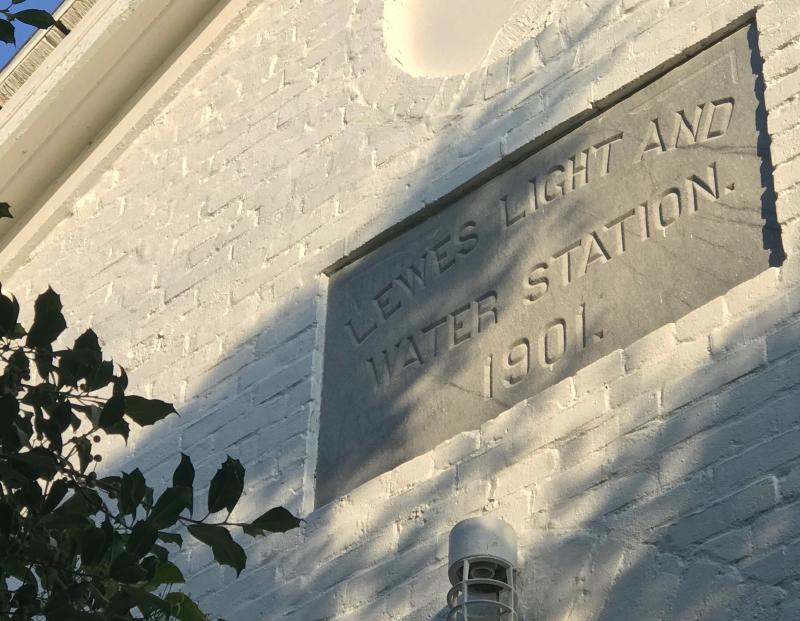 LEWES LIGHT AND
WATER STATION.
1901.